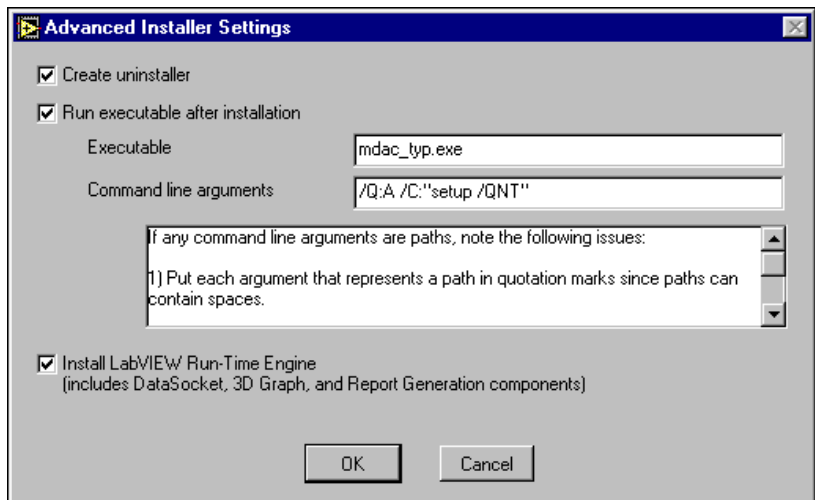 Advanced Installer Settings
Create uninstaller
Run executable after installation
Executable
mdac_typ.exe
Command line arguments
/Q:A /C:"setup /QNT"
If any command line arguments are paths, note the following issues:
1) Put each argument that represents a path in quotation marks since paths can
contain spaces.
Install LabVIEW Run-Time Engine
(includes DataSocket, 3D Graph, and Report Generation components)
OK
Cancel